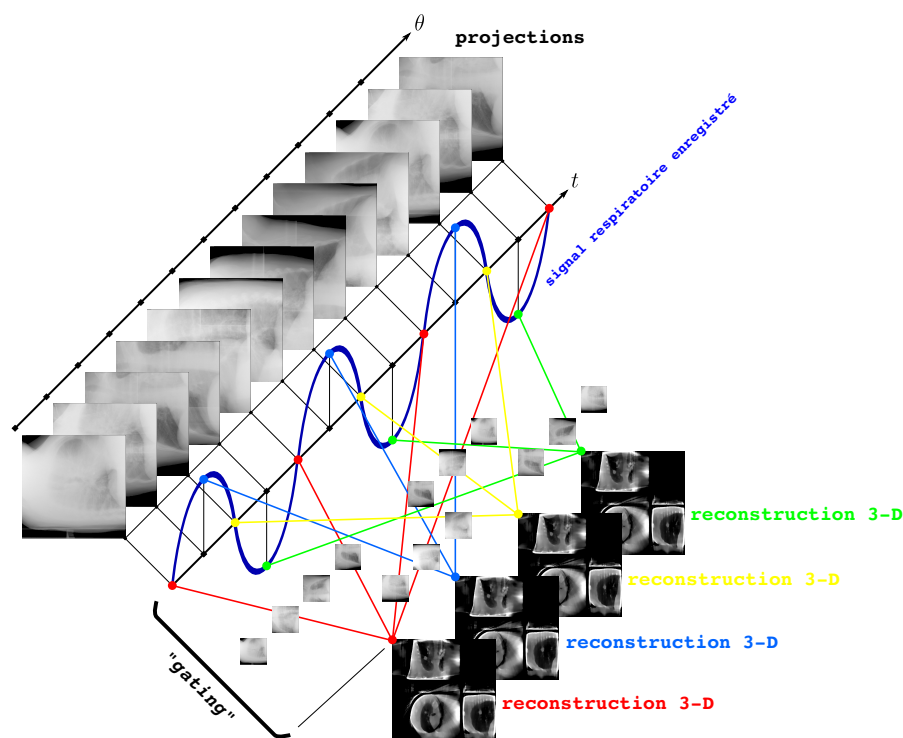 θ
projections
t
signal respiratoire enregistré
reconstruction 3-D
reconstruction 3-D
reconstruction 3-D
"gating"
reconstruction 3-D